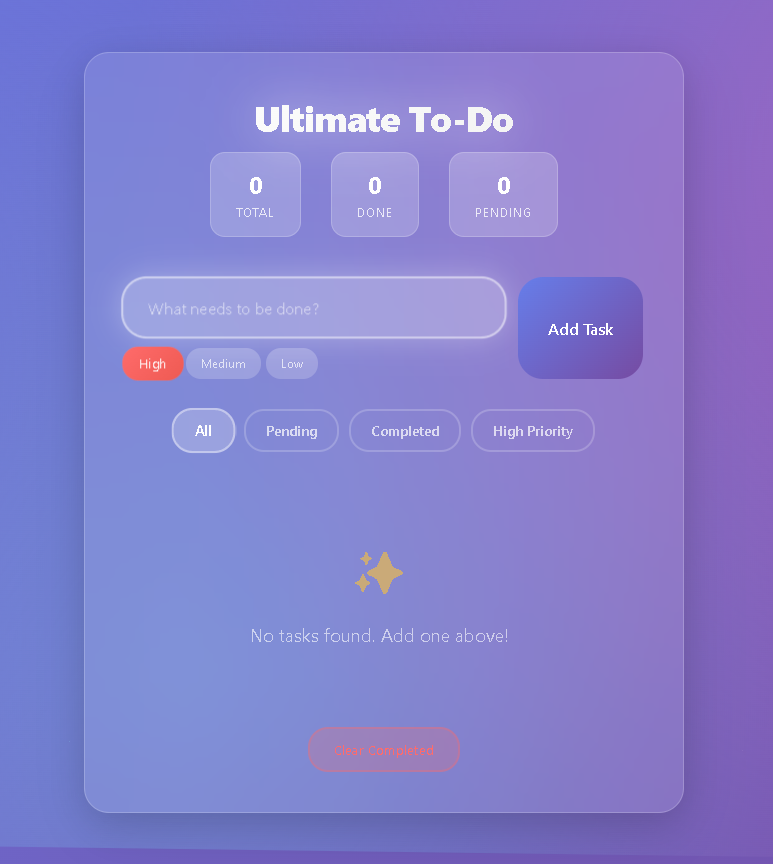 Ultimate To-Do
0 0 0
TOTAL DONE PENDING
What needs to be done?
Add Task
High Medium Low
All Pending Completed High Priority
No tasks found. Add one above!
Clear Completed